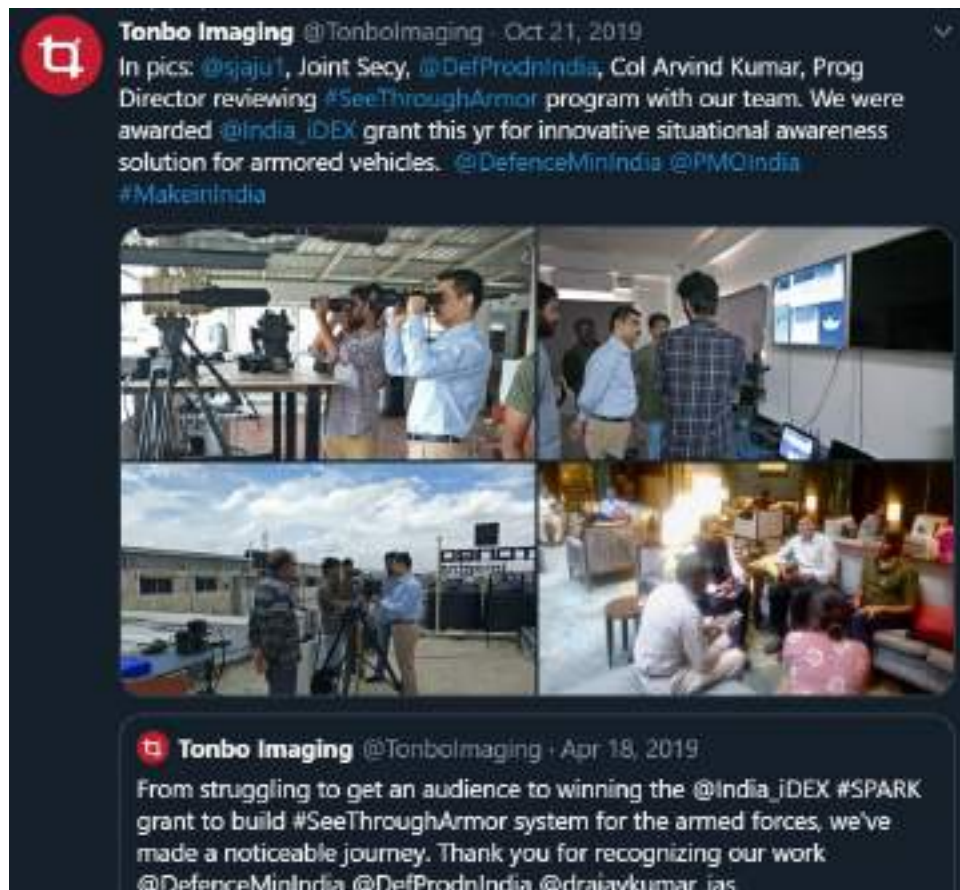 Tonbo Imaging @TonboImaging · Oct 21, 2019
In pics: @sjaju1, Joint Secy, @DefProdnIndia, Col Arvind Kumar, Prog
Director reviewing #SeeThroughArmor program with our team. We were
awarded @India_iDEX grant this yr for innovative situational awareness
solution for armored vehicles. @DefenceMinIndia @PMOIndia
#MakeinIndia
Tonbo Imaging @TonboImaging · Apr 18, 2019
From struggling to get an audience to winning the @India_iDEX #SPARK
grant to build #SeeThroughArmor system for the armed forces, we've
made a noticeable journey. Thank you for recognizing our work
@DefenceMinIndia @DefProdnIndia @drajaykumar_ias